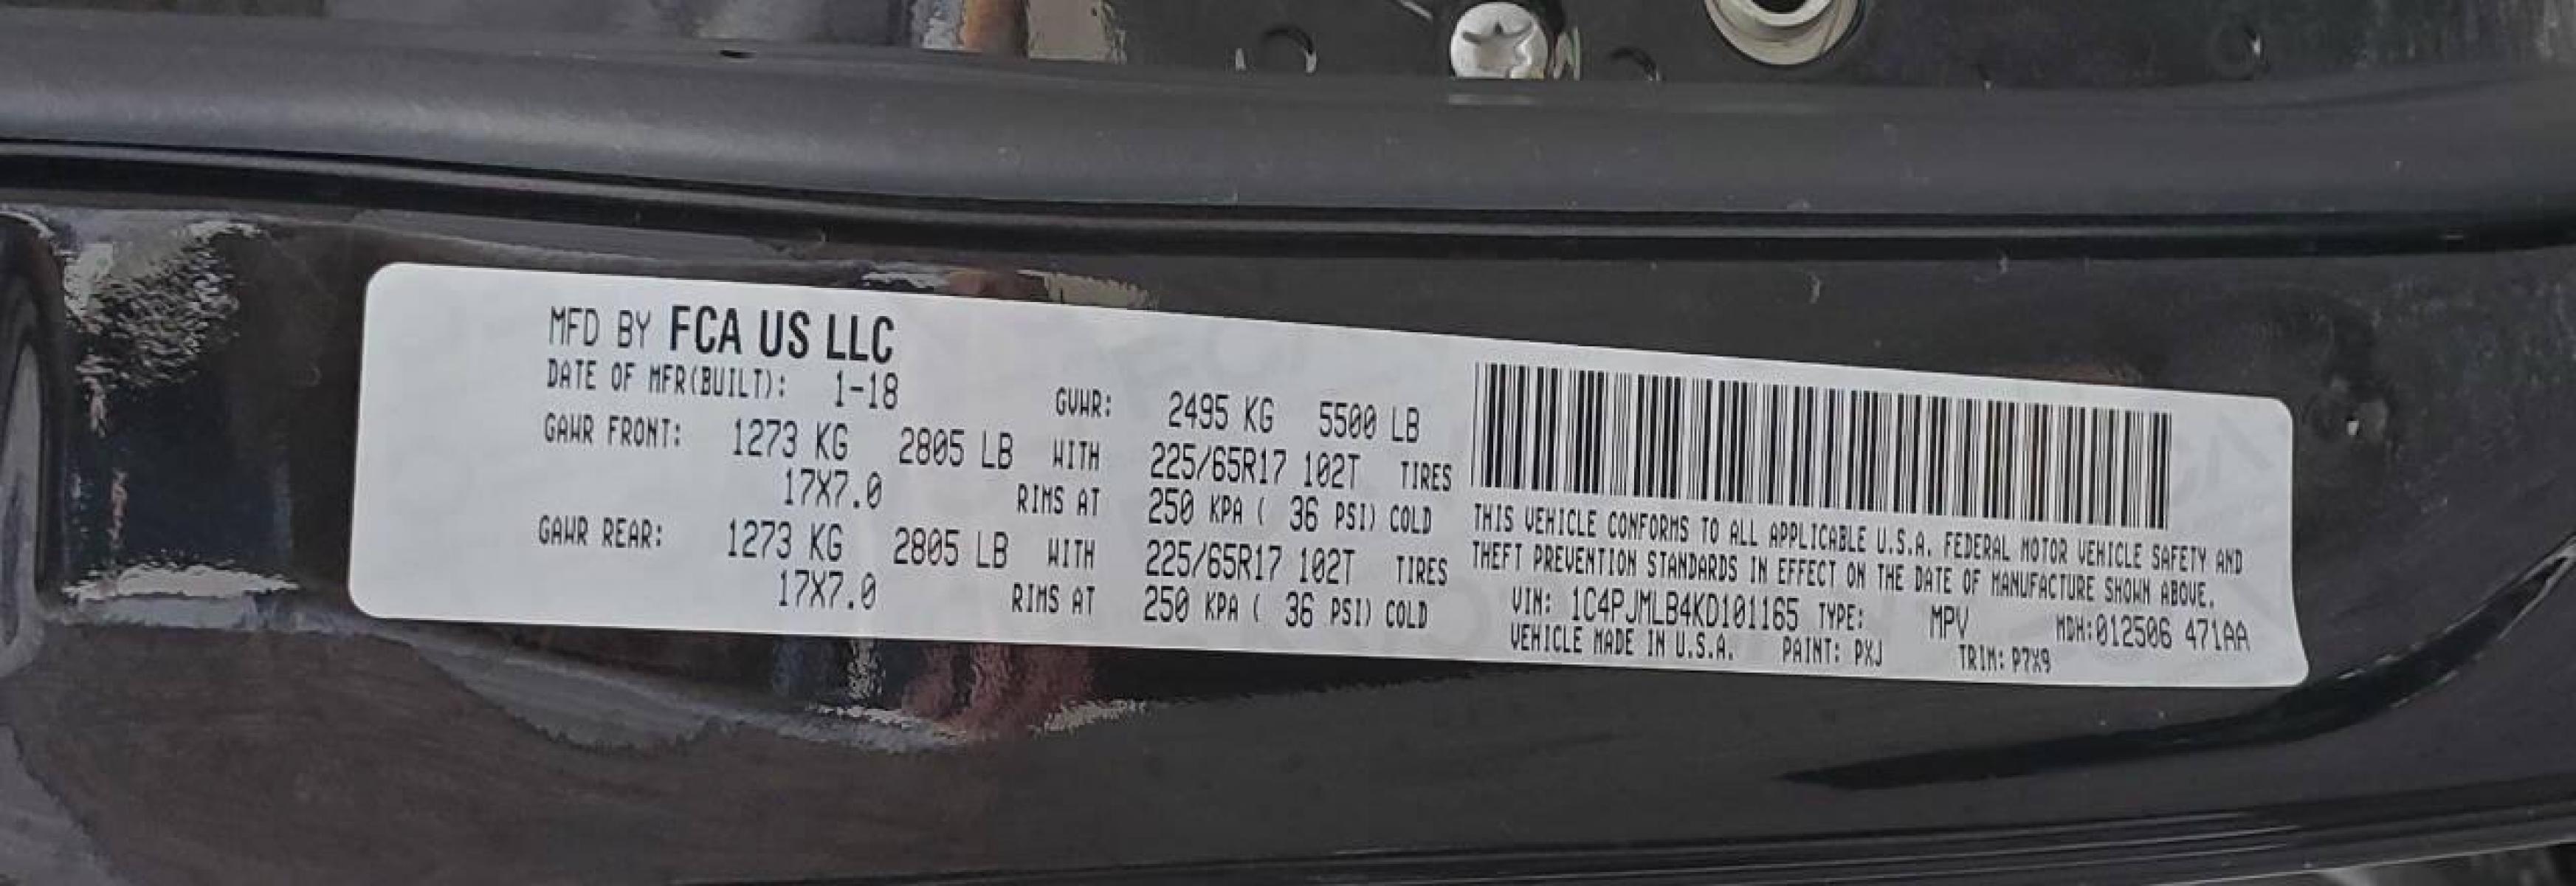 MFD BY FCA US LLC
DATE OF MFR(BUILT): 1-18 GVWR: 2495 KG 5500 LB
GAWR FRONT: 1273 KG 2805 LB WITH 225/65R17 102T TIRES
17X7.0 RIMS AT 250 KPA ( 36 PSI) COLD
GAWR REAR: 1273 KG 2805 LB WITH 225/65R17 102T TIRES
17X7.0 RIMS AT 250 KPA ( 36 PSI) COLD
THIS VEHICLE CONFORMS TO ALL APPLICABLE U.S.A. FEDERAL MOTOR VEHICLE SAFETY AND
THEFT PREVENTION STANDARDS IN EFFECT ON THE DATE OF MANUFACTURE SHOWN ABOVE.
VIN: 1C4PJMLB4KD101165 TYPE: MPV MDH:012506 471AA
VEHICLE MADE IN U.S.A. PAINT: PXJ TRIM: P7X9